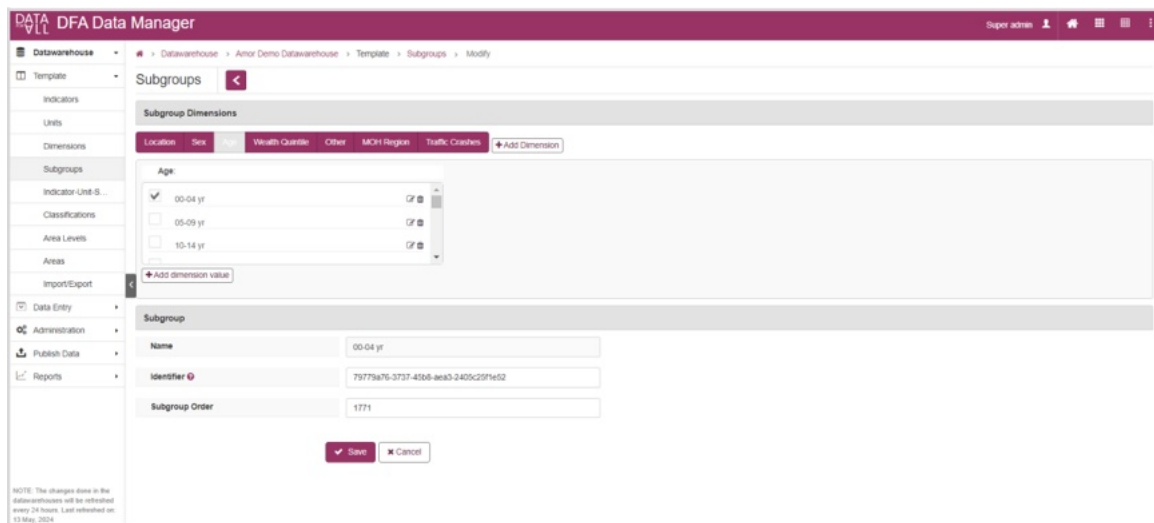 DATA FOR ALL DFA Data Manager
Super admin
Datawarehouse
Datawarehouse › Amor Demo Datawarehouse › Template › Subgroups › Modify
Template
Subgroups
Indicators
Units
Dimensions
Subgroups
Indicator-Unit-S...
Classifications
Area Levels
Areas
Import/Export
Data Entry
Administration
Publish Data
Reports
Subgroup Dimensions
Location Sex Age Wealth Quintile Other MOH Region Traffic Crashes + Add Dimension
Age:
00-04 yr
05-09 yr
10-14 yr
+ Add dimension value
Subgroup
Name 00-04 yr
Identifier 79779a76-3737-45b8-aea3-2405c25f1e52
Subgroup Order 1771
Save Cancel
NOTE: The changes done in the
datawarehouses will be refreshed
every 24 hours. Last refreshed on
13 May, 2024